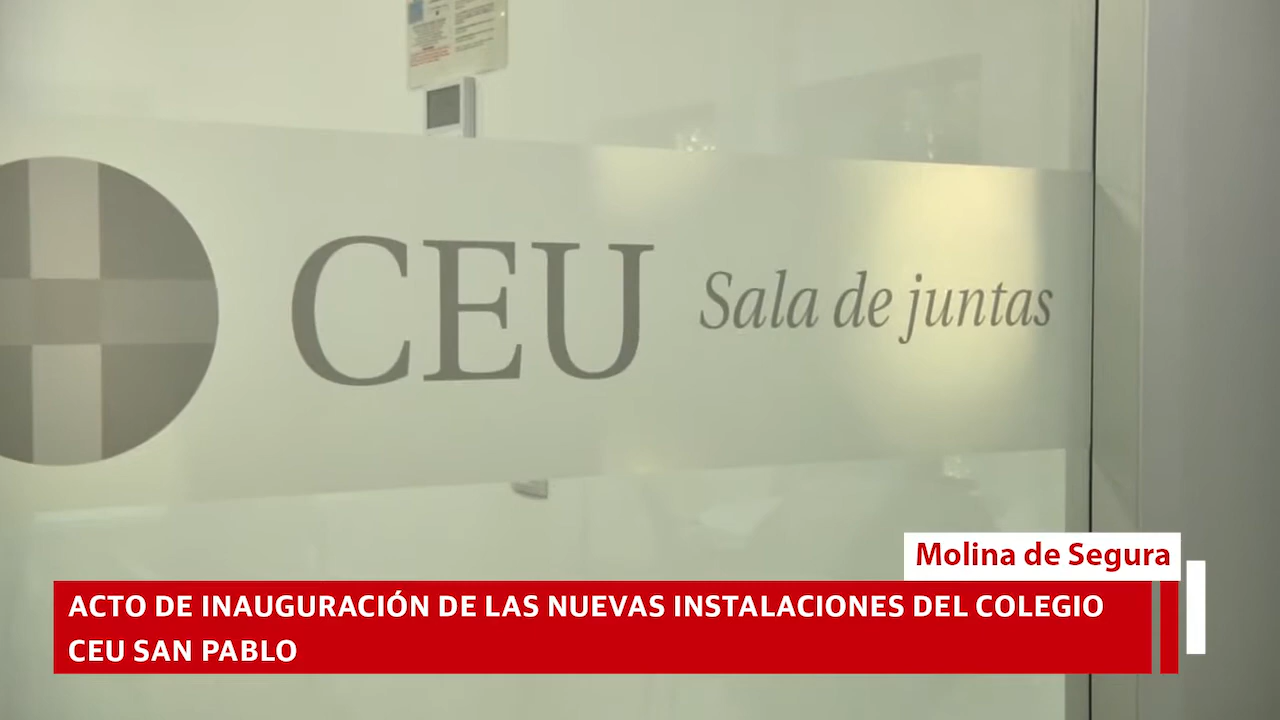 CEU Sala de juntas
Molina de Segura
ACTO DE INAUGURACIÓN DE LAS NUEVAS INSTALACIONES DEL COLEGIO
CEU SAN PABLO